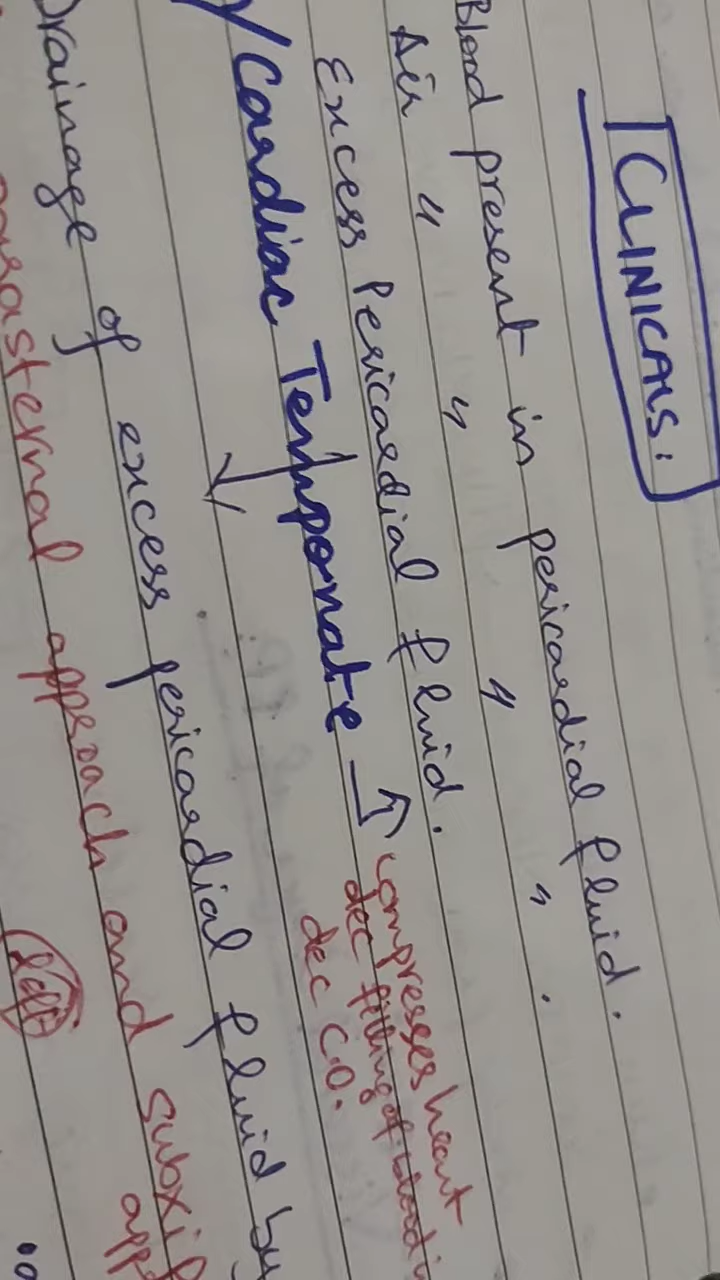 CLINICALS:
Blood present in pericardial fluid.
Air " " " " .
Excess Pericardial fluid.
Cardiac Temponate → compresses heart
dec filling of blood
dec CO.
Drainage of excess pericardial fluid by
parasternal approach and
(left)